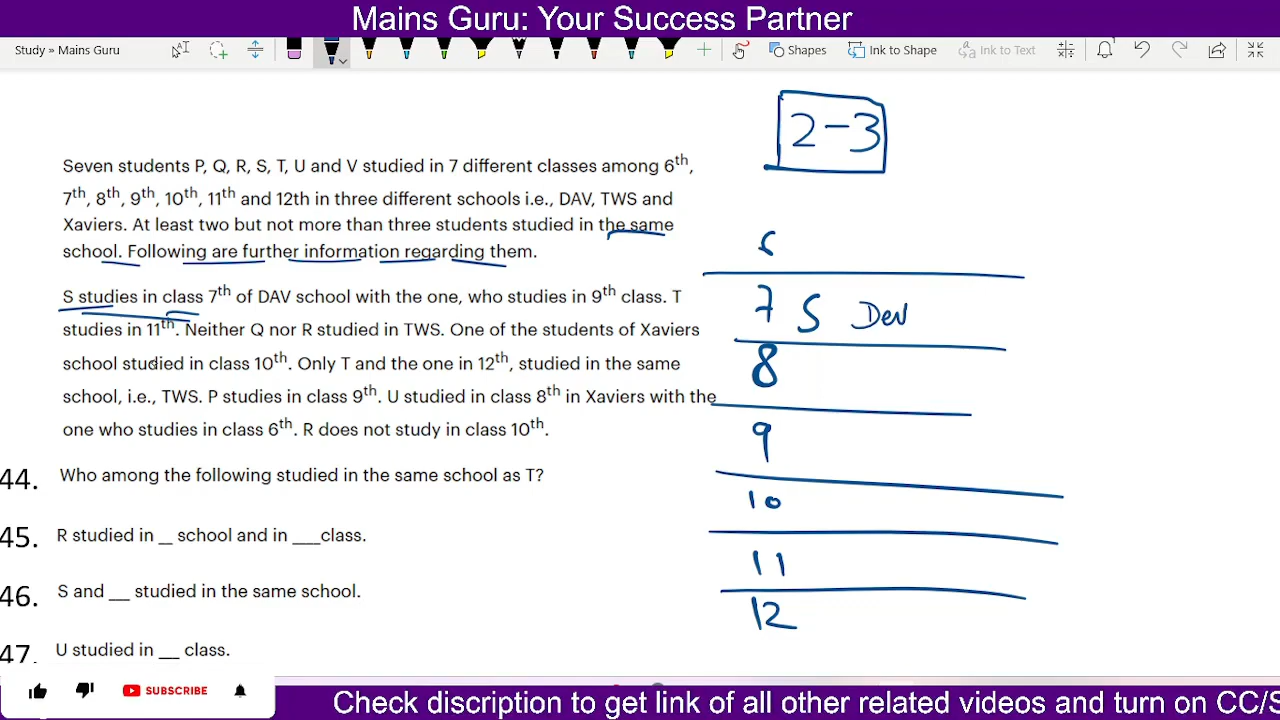 Mains Guru: Your Success Partner
Study » Mains Guru
Shapes
Ink to Shape
Ink to Text
2-3
Seven students P, Q, R, S, T, U and V studied in 7 different classes among 6th,
7th, 8th, 9th, 10th, 11th and 12th in three different schools i.e., DAV, TWS and
Xaviers. At least two but not more than three students studied in the same
school. Following are further information regarding them.
S studies in class 7th of DAV school with the one, who studies in 9th class. T
studies in 11th. Neither Q nor R studied in TWS. One of the students of Xaviers
school studied in class 10th. Only T and the one in 12th, studied in the same
school, i.e., TWS. P studies in class 9th. U studied in class 8th in Xaviers with the
one who studies in class 6th. R does not study in class 10th.
6
7 S Dev
8
9
10
11
12
44. Who among the following studied in the same school as T?
45. R studied in __ school and in ___class.
46. S and __ studied in the same school.
47. U studied in __ class.
SUBSCRIBE
Check discription to get link of all other related videos and turn on CC/S